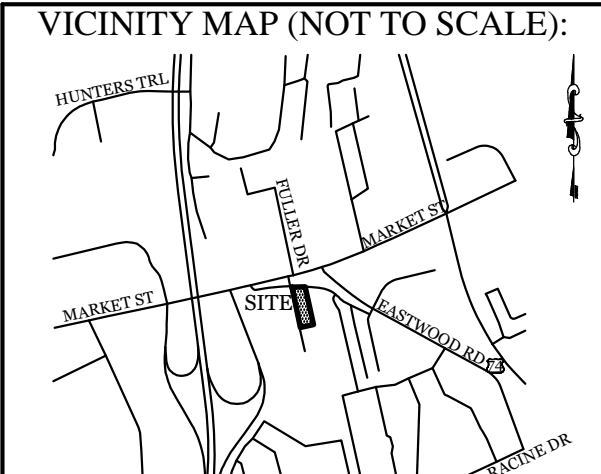 VICINITY MAP (NOT TO SCALE):
HUNTERS TRL
FULLER DR
MARKET ST
MARKET ST
SITE
EASTWOOD RD
74
RACINE DR